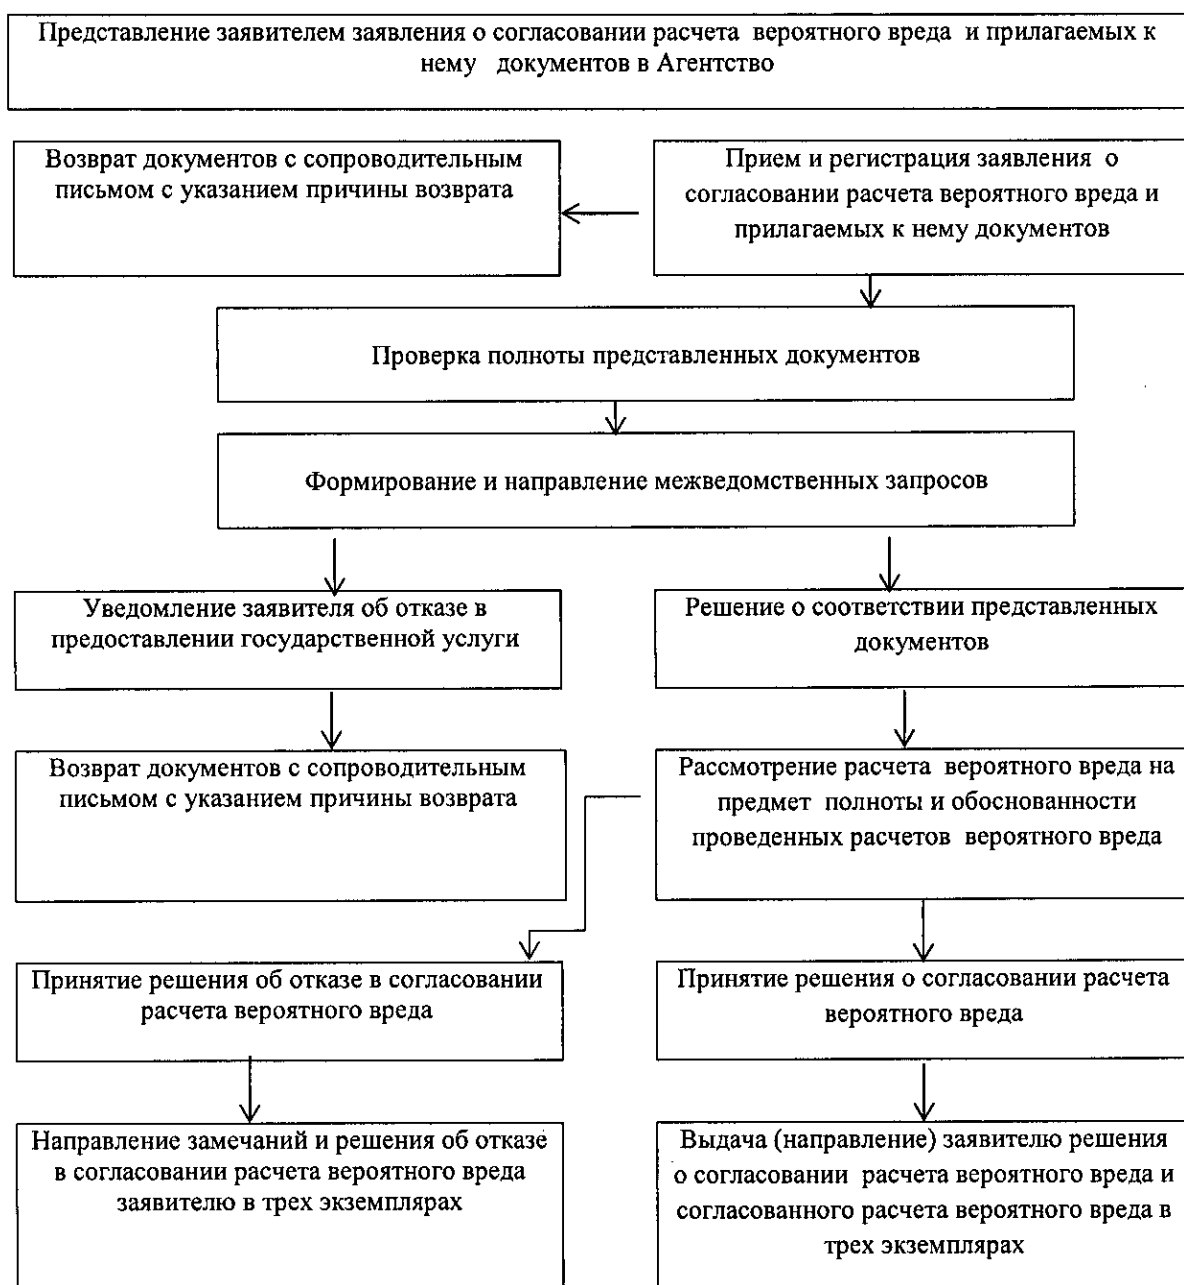 Представление заявителем заявления о согласовании расчета вероятного вреда и прилагаемых к
нему документов в Агентство
Возврат документов с сопроводительным
письмом с указанием причины возврата
Прием и регистрация заявления о
согласовании расчета вероятного вреда и
прилагаемых к нему документов
Проверка полноты представленных документов
Формирование и направление межведомственных запросов
Уведомление заявителя об отказе в
предоставлении государственной услуги
Решение о соответствии представленных
документов
Возврат документов с сопроводительным
письмом с указанием причины возврата
Рассмотрение расчета вероятного вреда на
предмет полноты и обоснованности
проведенных расчетов вероятного вреда
Принятие решения об отказе в согласовании
расчета вероятного вреда
Принятие решения о согласовании расчета
вероятного вреда
Направление замечаний и решения об отказе
в согласовании расчета вероятного вреда
заявителю в трех экземплярах
Выдача (направление) заявителю решения
о согласовании расчета вероятного вреда и
согласованного расчета вероятного вреда в
трех экземплярах